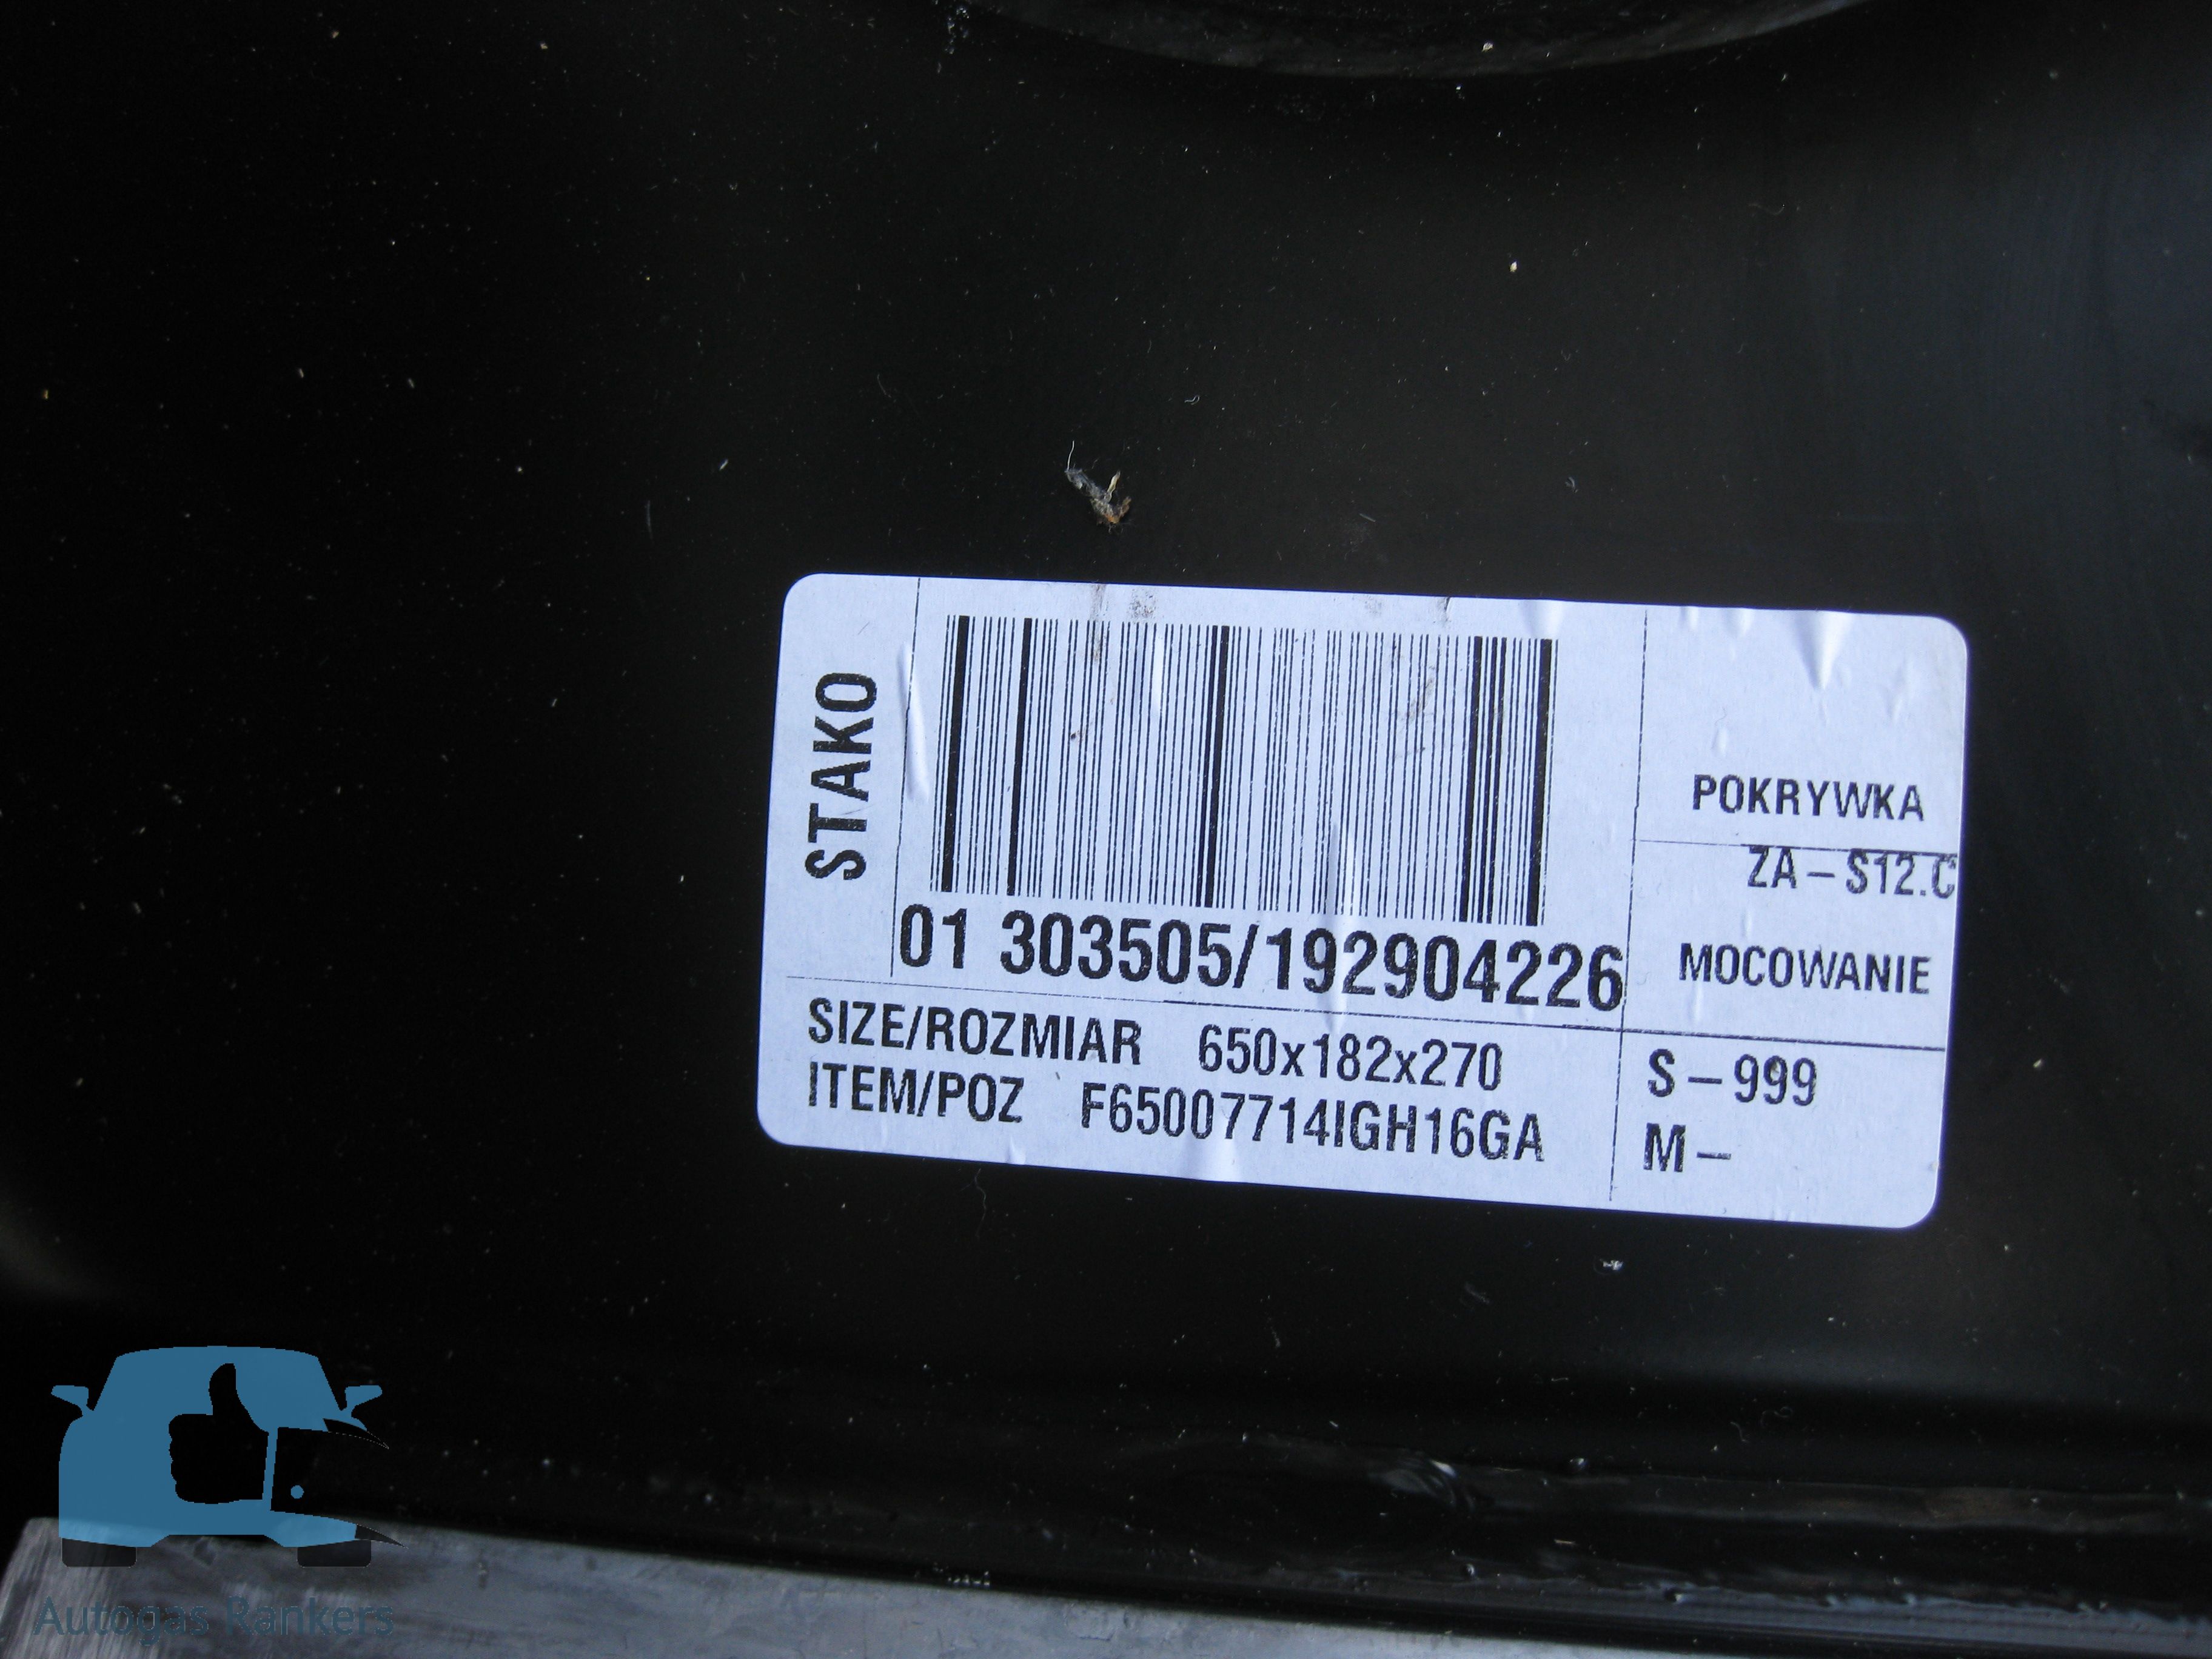 STAKO
01 303505/192904226
SIZE/ROZMIAR 650x182x270
ITEM/POZ F65007714IGH16GA
POKRYWKA
ZA-S12.C
MOCOWANIE
S-999
M-
Autogas Rankers